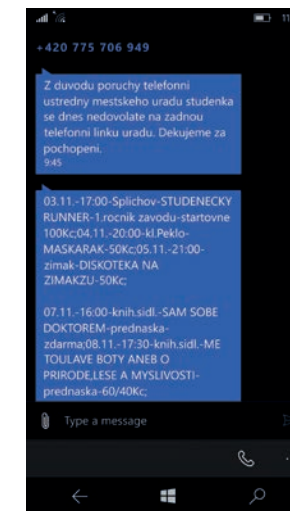 11
+420 775 706 949
Z duvodu poruchy telefonni
ustredny mestskeho uradu studenka
se dnes nedovolate na zadnou
telefonni linku uradu. Dekujeme za
pochopeni.
9:45
03.11.-17:00-Splichov-STUDENECKY
RUNNER-1.rocnik zavodu-startovne
100Kc;04.11.-20:00-kl.Peklo-
MASKARAK-50Kc;05.11.-21:00-
zimak-DISKOTEKA NA
ZIMAKZU-50Kc;
07.11.-16:00-knih.sidl.-SAM SOBE
DOKTOREM-prednaska-
zdarma;08.11.-17:30-knih.sidl.-ME
TOULAVE BOTY ANEB O
PRIRODE,LESE A MYSLIVOSTI-
prednaska-60/40Kc;
Type a message